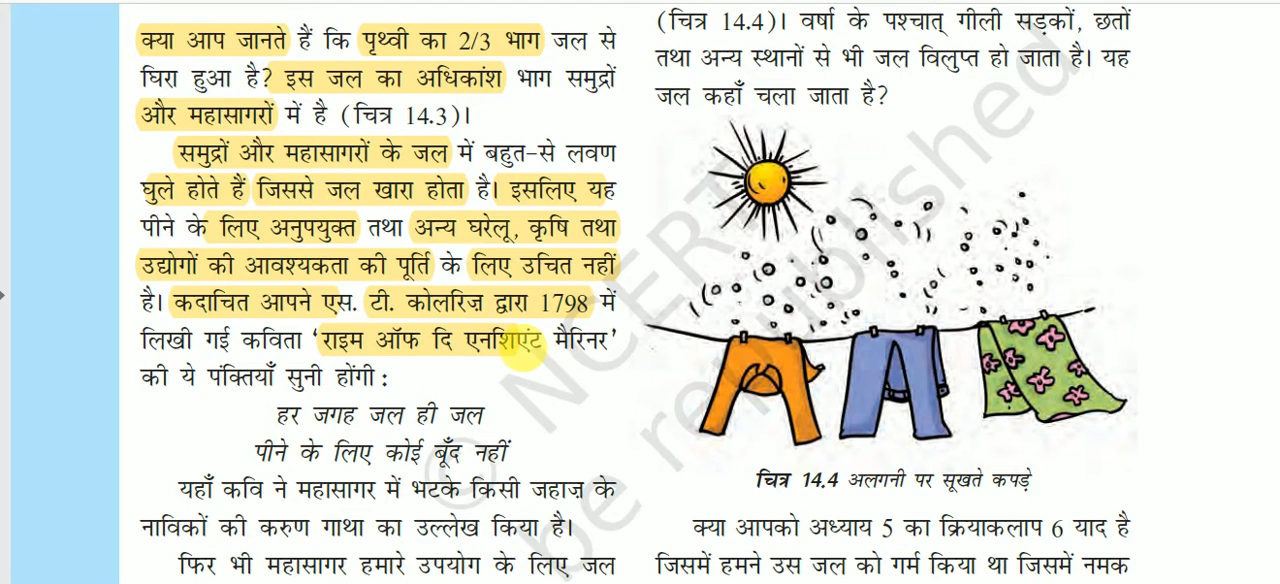 क्या आप जानते हैं कि पृथ्वी का 2/3 भाग जल से
घिरा हुआ है? इस जल का अधिकांश भाग समुद्रों
और महासागरों में है (चित्र 14.3)।
समुद्रों और महासागरों के जल में बहुत-से लवण
घुले होते हैं जिससे जल खारा होता है। इसलिए यह
पीने के लिए अनुपयुक्त तथा अन्य घरेलू, कृषि तथा
उद्योगों की आवश्यकता की पूर्ति के लिए उचित नहीं
है। कदाचित आपने एस. टी. कोलरिज़ द्वारा 1798 में
लिखी गई कविता ‘राइम ऑफ दि एनशिएंट मैरिनर’
की ये पंक्तियाँ सुनी होंगी :
हर जगह जल ही जल
पीने के लिए कोई बूँद नहीं
यहाँ कवि ने महासागर में भटके किसी जहाज़ के
नाविकों की करुण गाथा का उल्लेख किया है।
फिर भी महासागर हमारे उपयोग के लिए जल
(चित्र 14.4)। वर्षा के पश्चात् गीली सड़कों, छतों
तथा अन्य स्थानों से भी जल विलुप्त हो जाता है। यह
जल कहाँ चला जाता है?
चित्र 14.4 अलगनी पर सूखते कपड़े
क्या आपको अध्याय 5 का क्रियाकलाप 6 याद है
जिसमें हमने उस जल को गर्म किया था जिसमें नमक
© NCERT
be republished